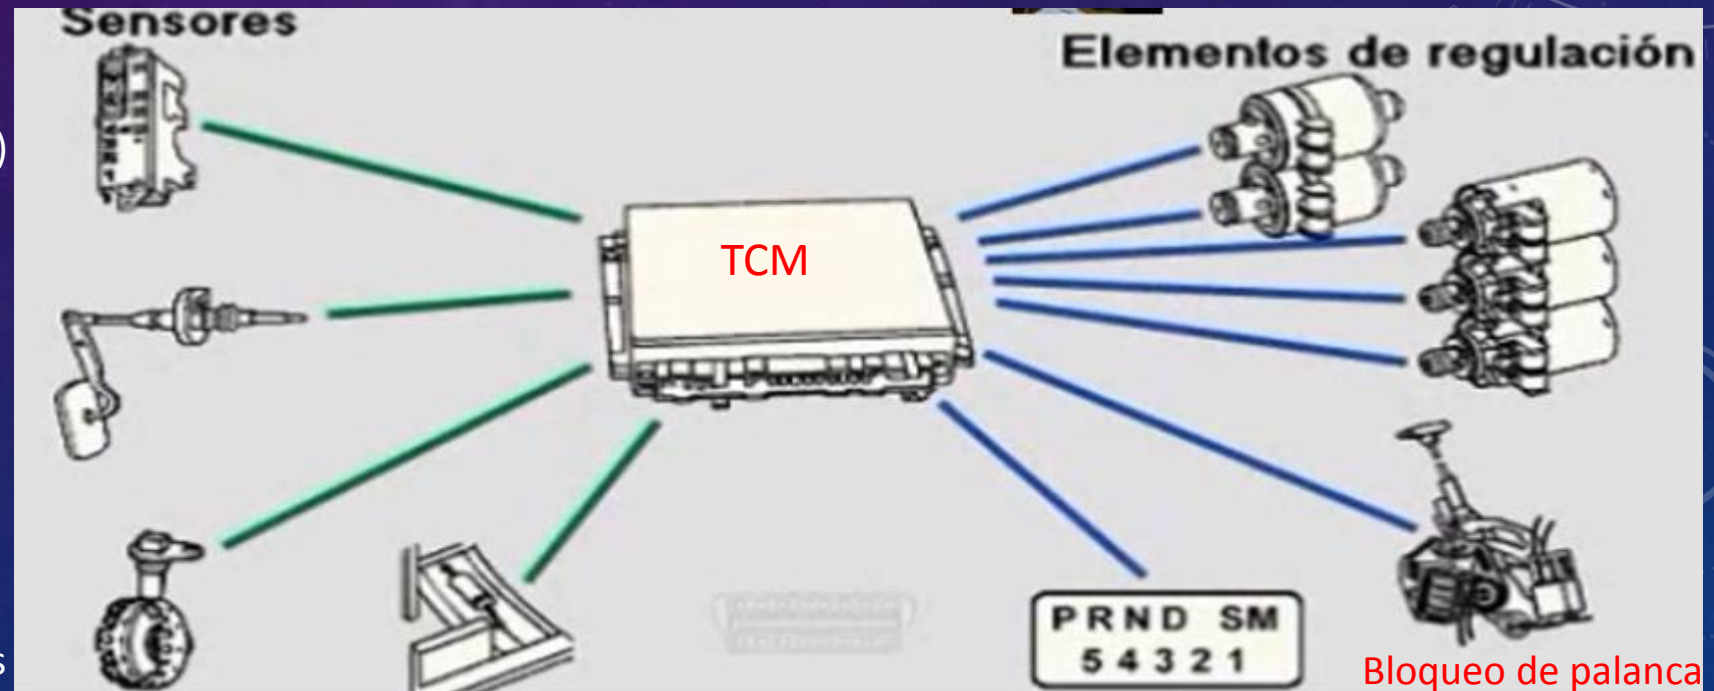 Sensores
Elementos de regulación
)
TCM
PRND SM
54321
s
Bloqueo de palanca